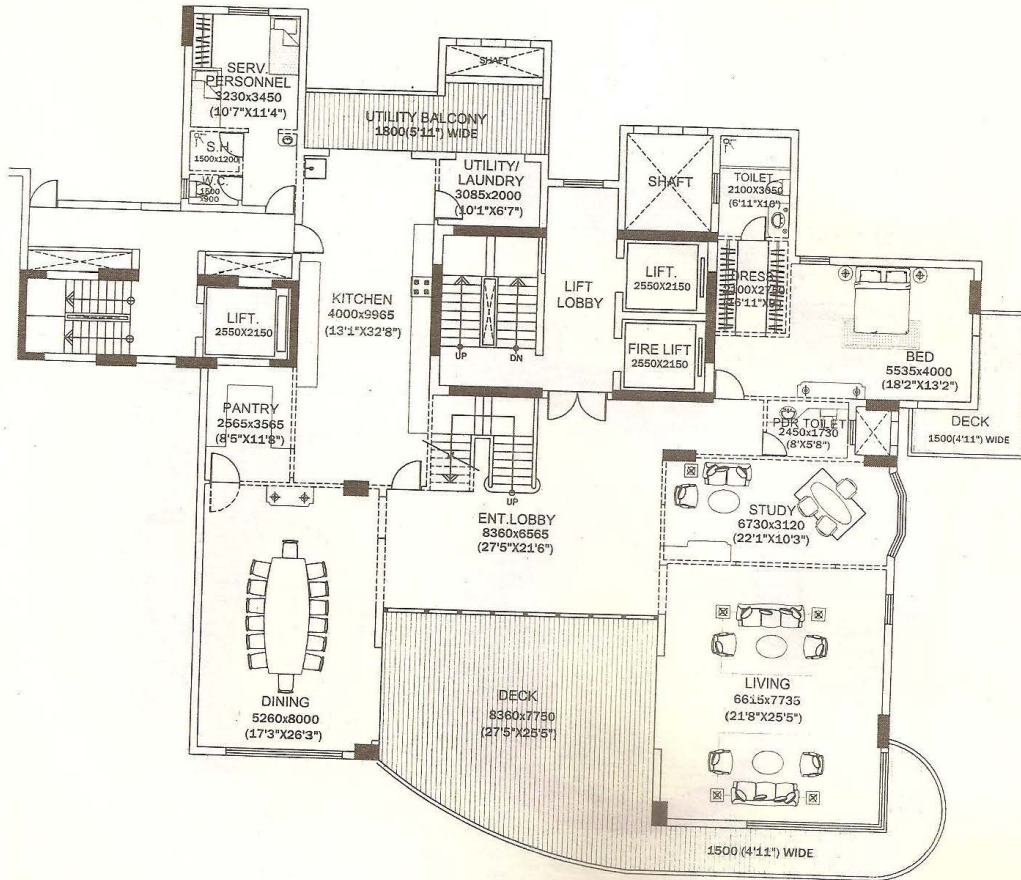 SHAFT
SERV.
PERSONNEL
3230x3450
(10'7"X11'4")
UTILITY BALCONY
1800(5'11") WIDE
S.H.
1500x1200
W.C.
1500
x900
UTILITY/
LAUNDRY
3085x2000
(10'1"X6'7")
SHAFT
TOILET
2100X3050
(6'11"X10')
LIFT.
2550X2150
KITCHEN
4000x9965
(13'1"X32'8")
UP
DN
LIFT
LOBBY
LIFT.
2550X2150
DRESS
FIRE LIFT
2550X2150
BED
5535x4000
(18'2"X13'2")
DECK
1500(4'11") WIDE
PANTRY
2565x3565
(8'5"X11'8")
PDR TOILET
2450x1730
(8'X5'8")
UP
ENT.LOBBY
8360x6565
(27'5"X21'6")
STUDY
6730x3120
(22'1"X10'3")
DINING
5260x8000
(17'3"X26'3")
DECK
8360x7750
(27'5"X25'5")
LIVING
6615x7735
(21'8"X25'5")
1500 (4'11") WIDE